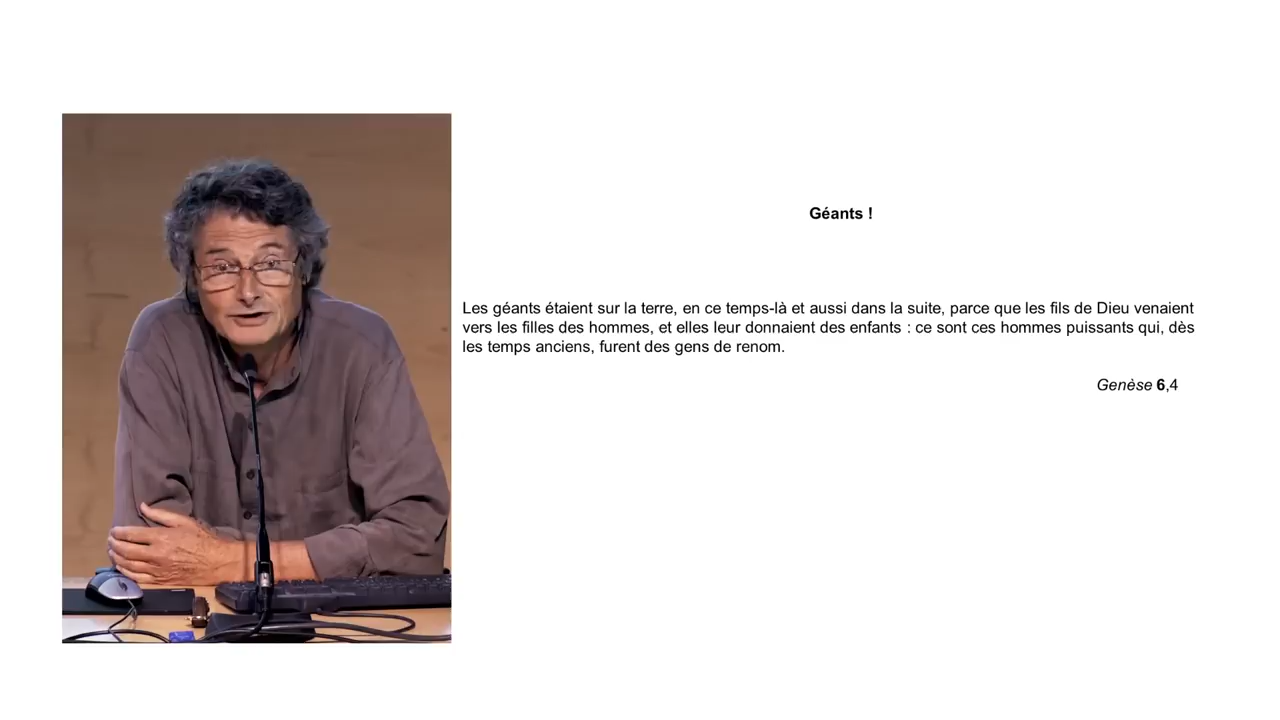 Géants !
Les géants étaient sur la terre, en ce temps-là et aussi dans la suite, parce que les fils de Dieu venaient
vers les filles des hommes, et elles leur donnaient des enfants : ce sont ces hommes puissants qui, dès
les temps anciens, furent des gens de renom.
Genèse 6,4